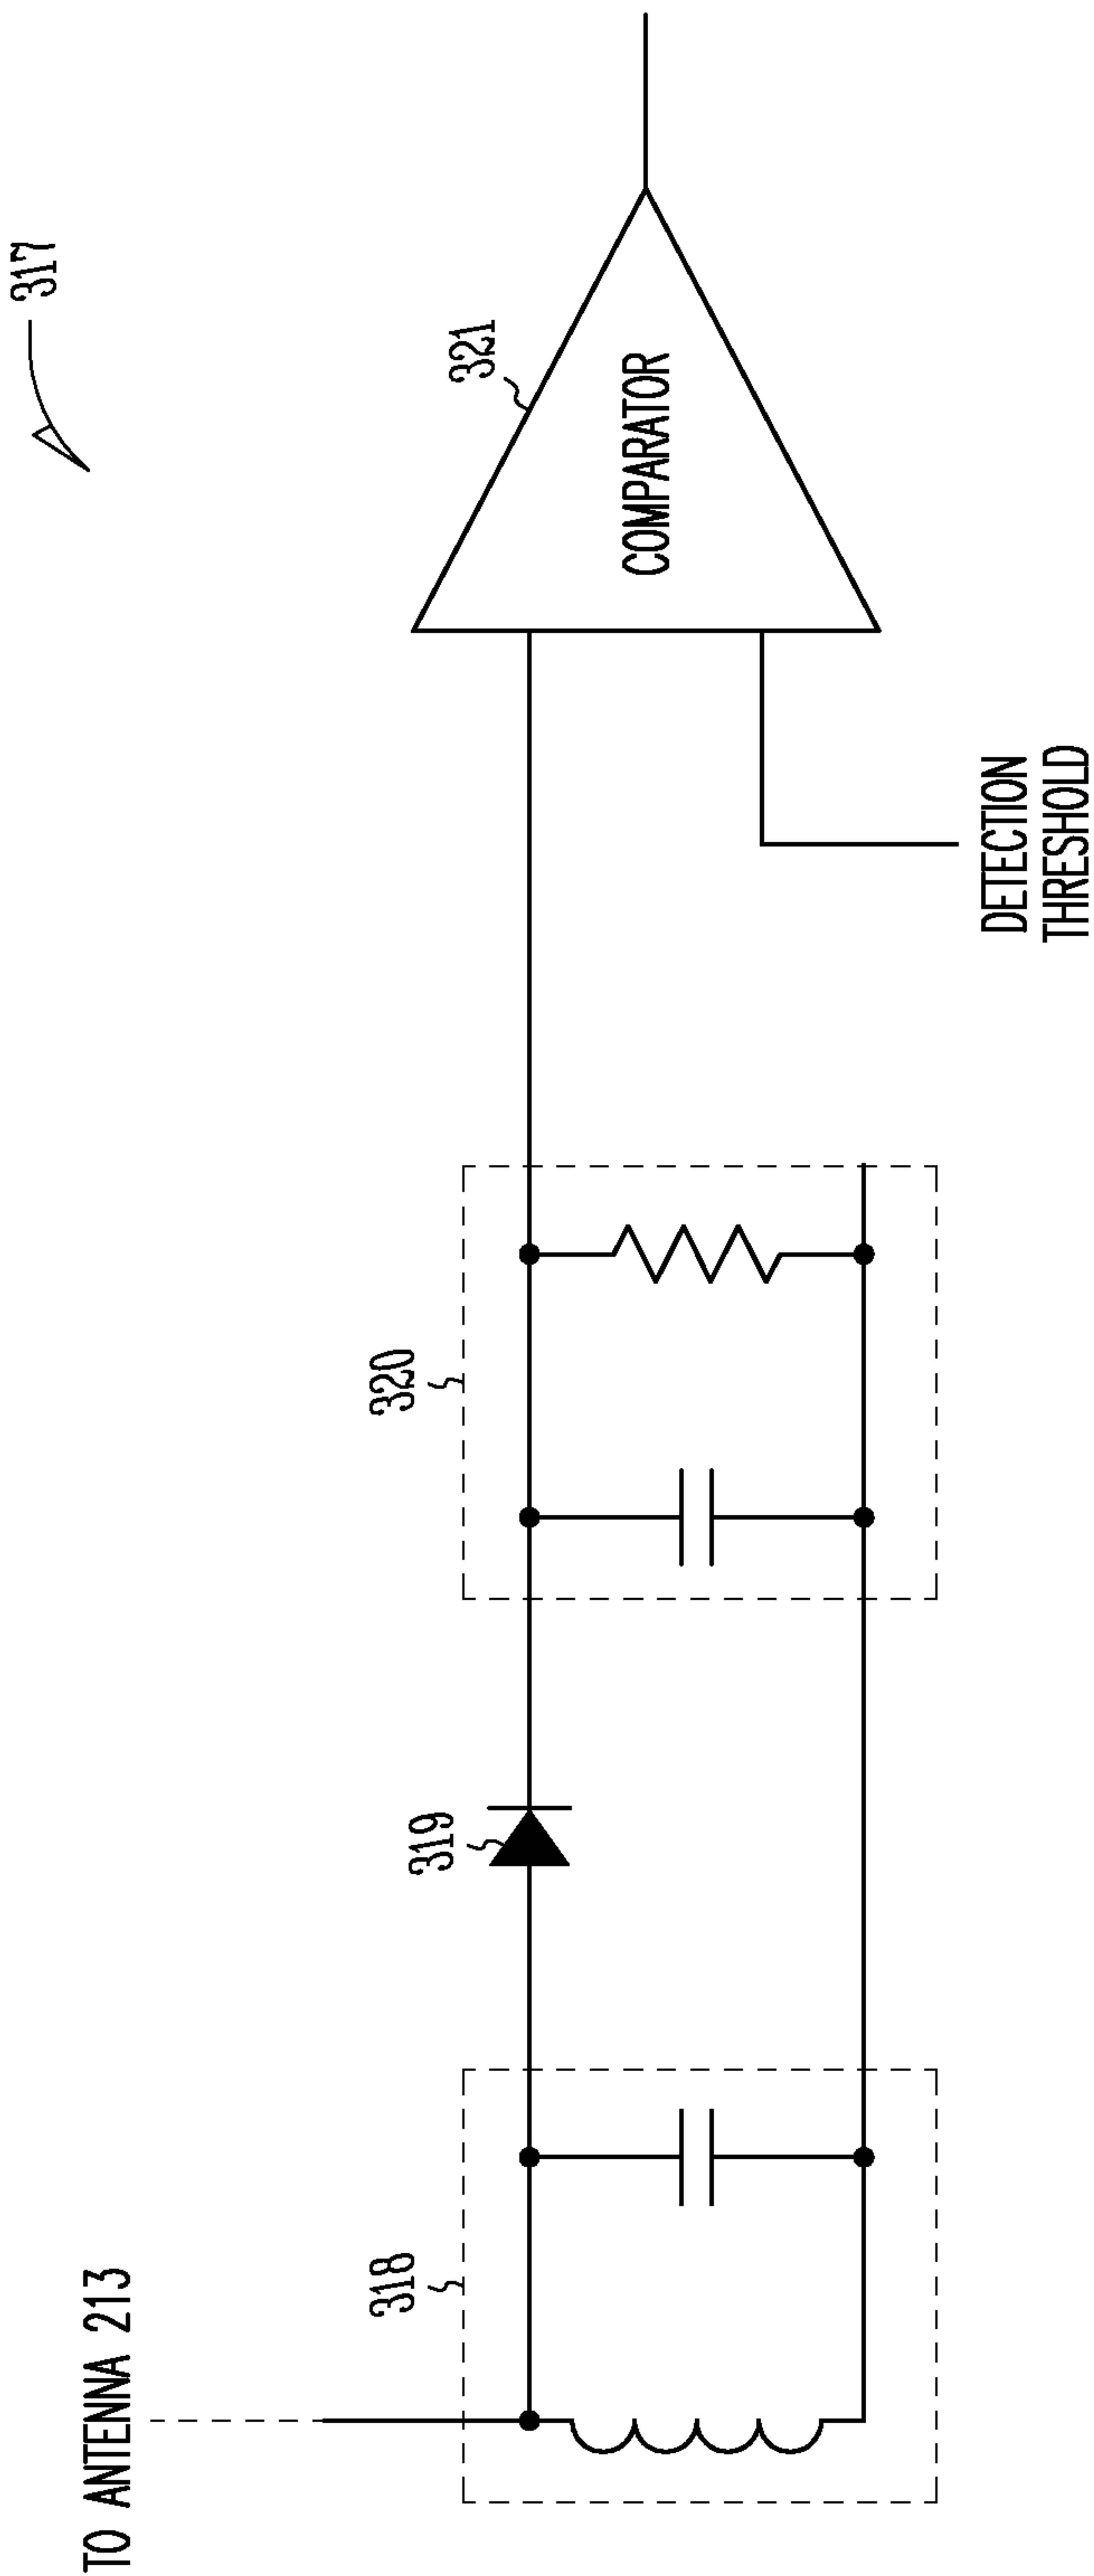 317
TO ANTENNA 213
318
319
320
321
COMPARATOR
DETECTION
THRESHOLD